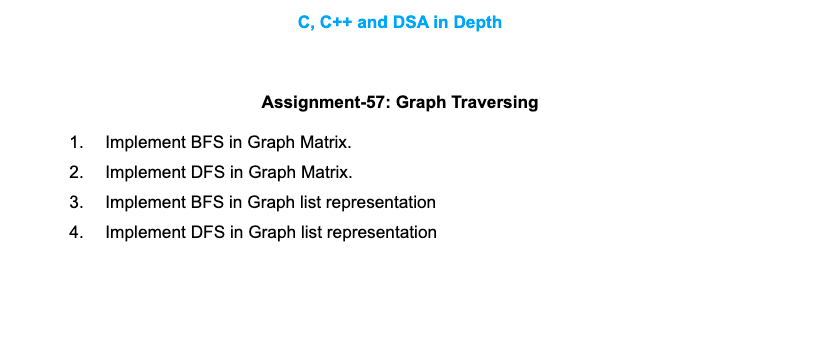 C, C++ and DSA in Depth
Assignment-57: Graph Traversing
1. Implement BFS in Graph Matrix.
2. Implement DFS in Graph Matrix.
3. Implement BFS in Graph list representation
4. Implement DFS in Graph list representation